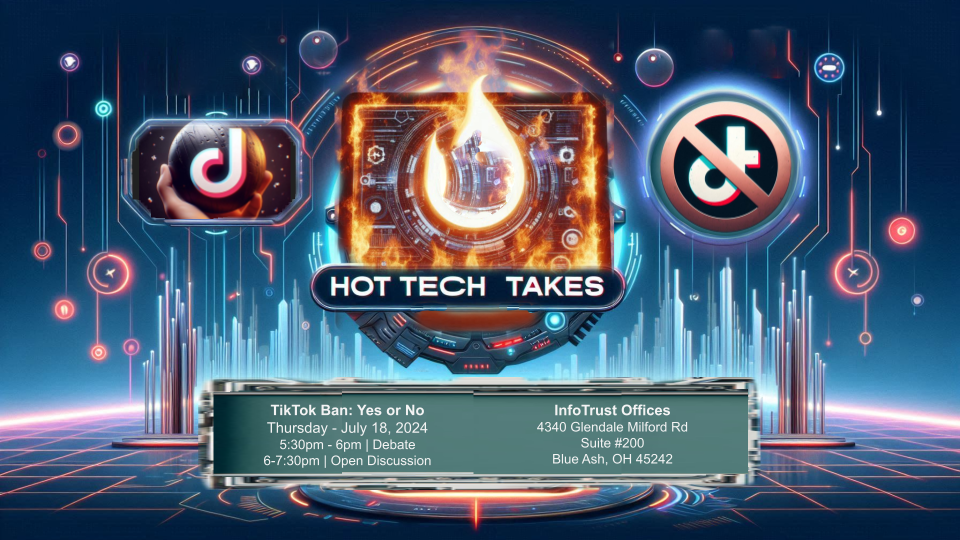 HOT TECH TAKES
TikTok Ban: Yes or No
Thursday - July 18, 2024
5:30pm - 6pm | Debate
6-7:30pm | Open Discussion
InfoTrust Offices
4340 Glendale Milford Rd
Suite #200
Blue Ash, OH 45242